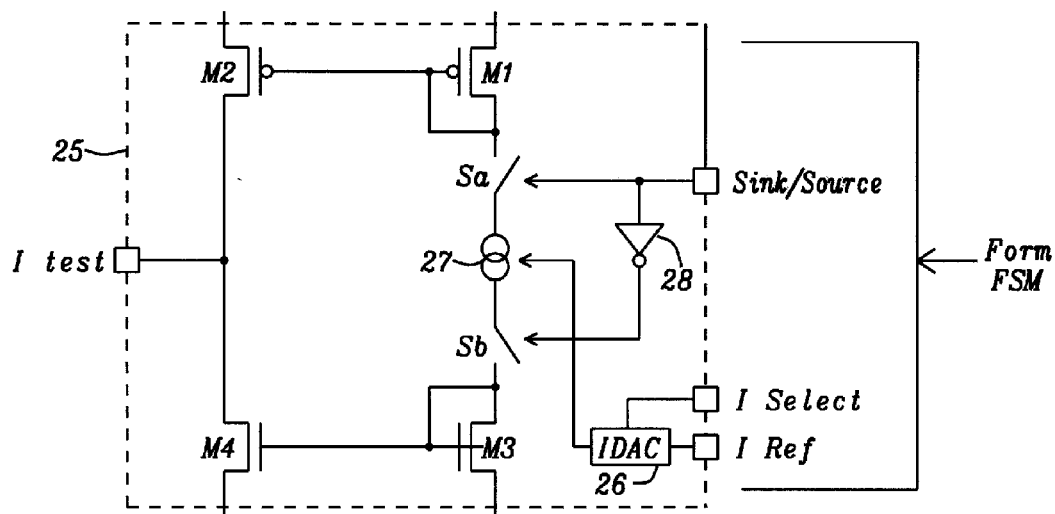 M2
M1
25
Sa
Sink/Source
I test
27
28
Form
FSM
Sb
I Select
M4
M3
IDAC
I Ref
26